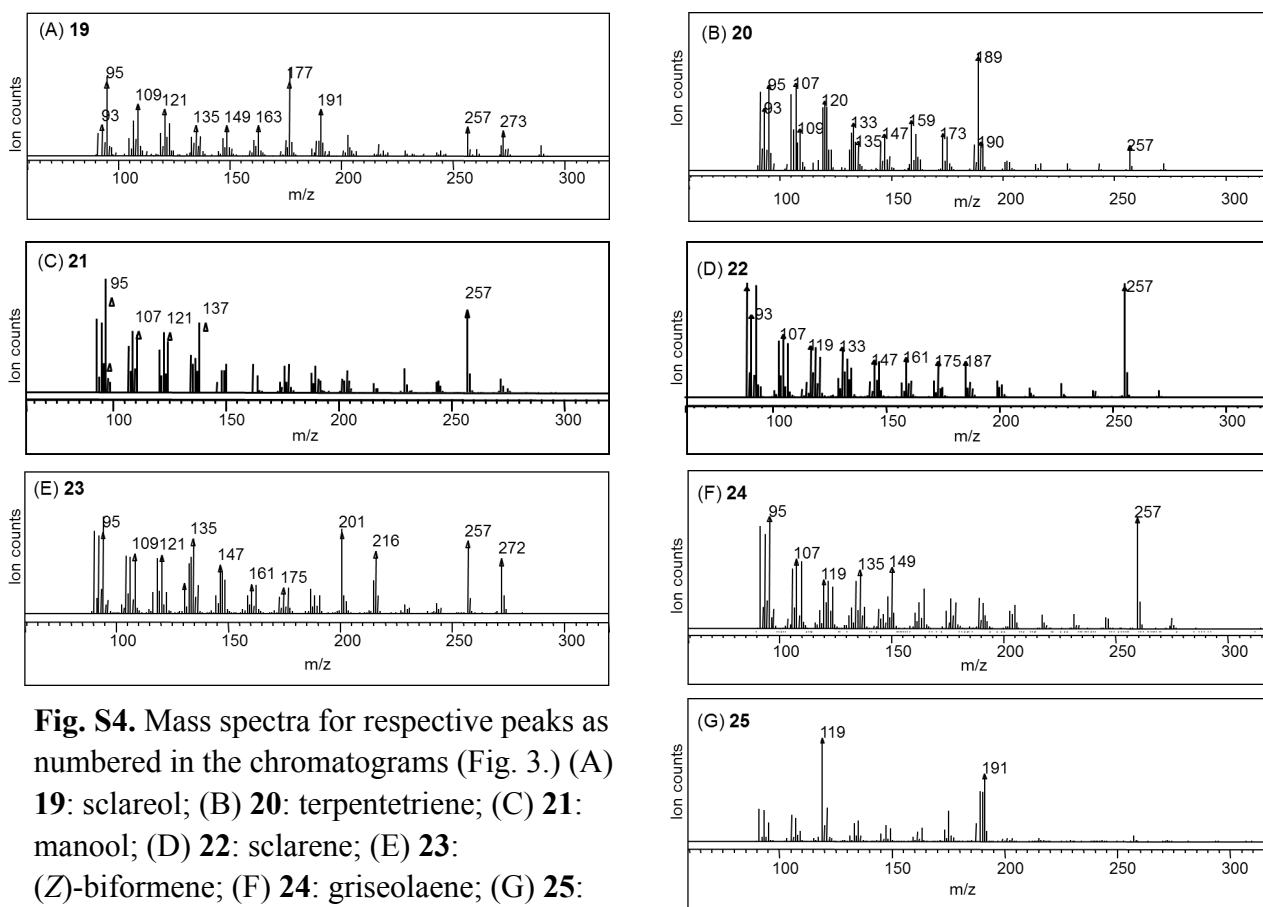 (A) 19
Ion counts
95
93
109
121
135
149
163
177
191
257
273
100 150 200 250 300
m/z
(B) 20
Ion counts
95
93
107
109
120
133
135
147
159
173
189
190
257
100 150 200 250 300
m/z
(C) 21
Ion counts
95
107
121
137
257
100 150 200 250 300
m/z
(D) 22
Ion counts
93
107
119
133
147
161
175
187
257
100 150 200 250 300
m/z
(E) 23
Ion counts
95
109
121
135
147
161
175
201
216
257
272
100 150 200 250 300
m/z
(F) 24
Ion counts
95
107
119
135
149
257
100 150 200 250 300
m/z
Fig. S4. Mass spectra for respective peaks as
numbered in the chromatograms (Fig. 3.) (A)
19: sclareol; (B) 20: terpentetriene; (C) 21:
manool; (D) 22: sclarene; (E) 23:
(Z)-biformene; (F) 24: griseolaene; (G) 25:
(G) 25
Ion counts
119
191
100 150 200 250 300
m/z